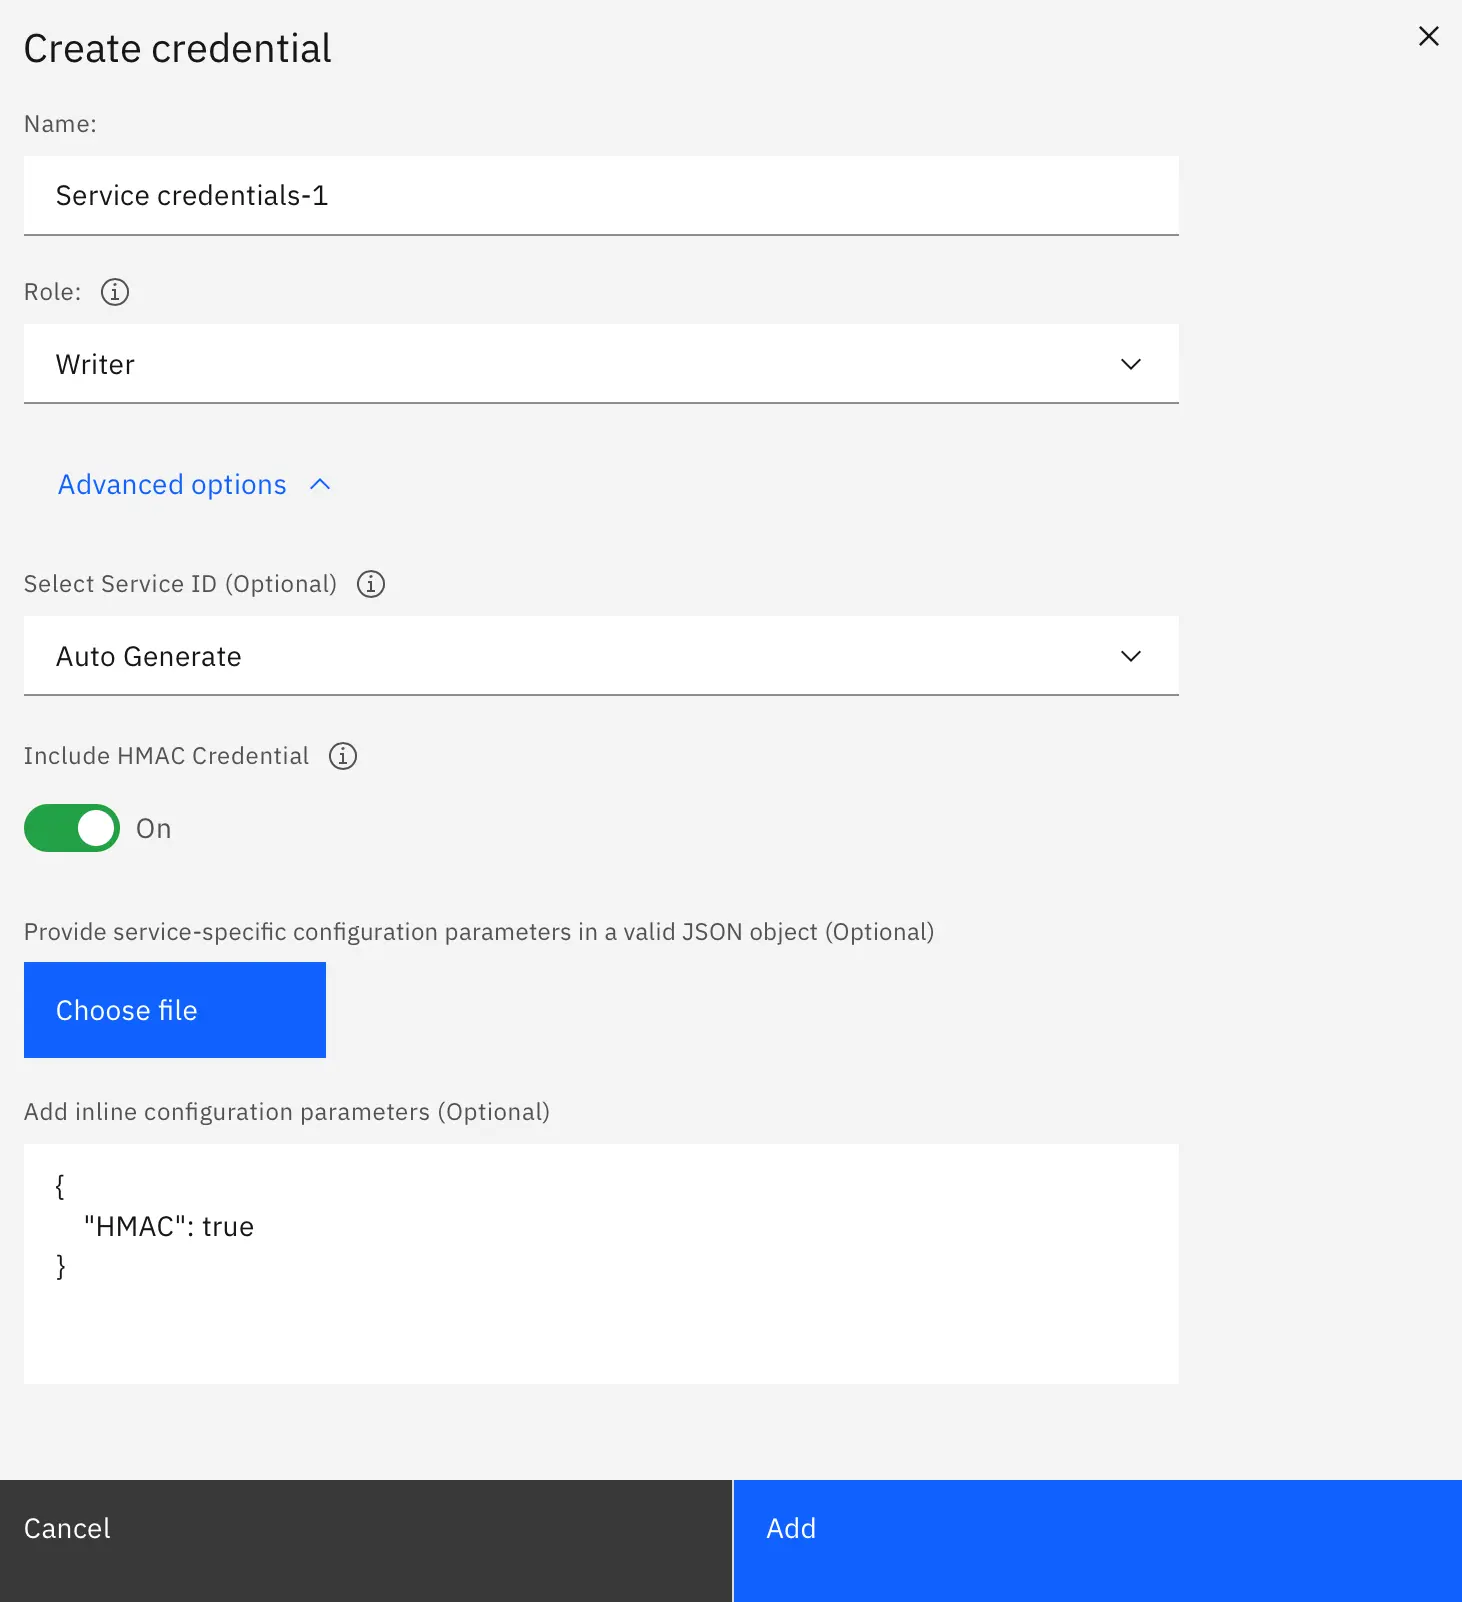 Create credential
Name:
Service credentials-1
Role:
Writer
Advanced options
Select Service ID (Optional)
Auto Generate
Include HMAC Credential
On
Provide service-specific configuration parameters in a valid JSON object (Optional)
Choose file
Add inline configuration parameters (Optional)
{
"HMAC": true
}
Cancel
Add